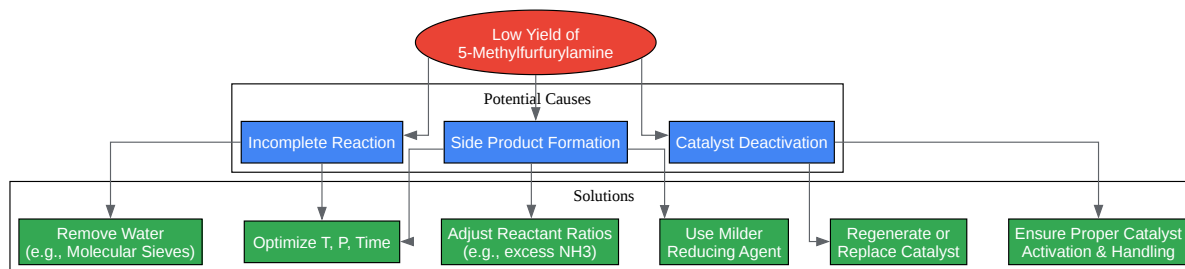 Low Yield of
5-Methylfurfurylamine
Potential Causes
Incomplete Reaction
Side Product Formation
Catalyst Deactivation
Solutions
Remove Water
(e.g., Molecular Sieves)
Optimize T, P, Time
Adjust Reactant Ratios
(e.g., excess NH3)
Use Milder
Reducing Agent
Regenerate or
Replace Catalyst
Ensure Proper Catalyst
Activation & Handling